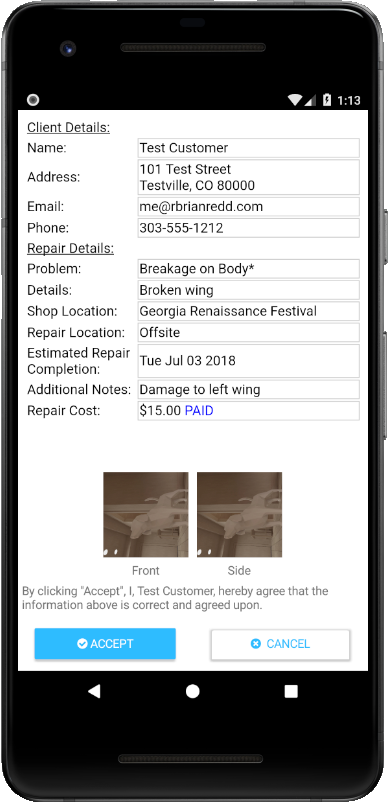 1:13
Client Details:
Name: Test Customer
Address: 101 Test Street
Testville, CO 80000
Email: me@rbrianredd.com
Phone: 303-555-1212
Repair Details:
Problem: Breakage on Body*
Details: Broken wing
Shop Location: Georgia Renaissance Festival
Repair Location: Offsite
Estimated Repair
Completion: Tue Jul 03 2018
Additional Notes: Damage to left wing
Repair Cost: $15.00 PAID
Front Side
By clicking "Accept", I, Test Customer, hereby agree that the
information above is correct and agreed upon.
ACCEPT CANCEL